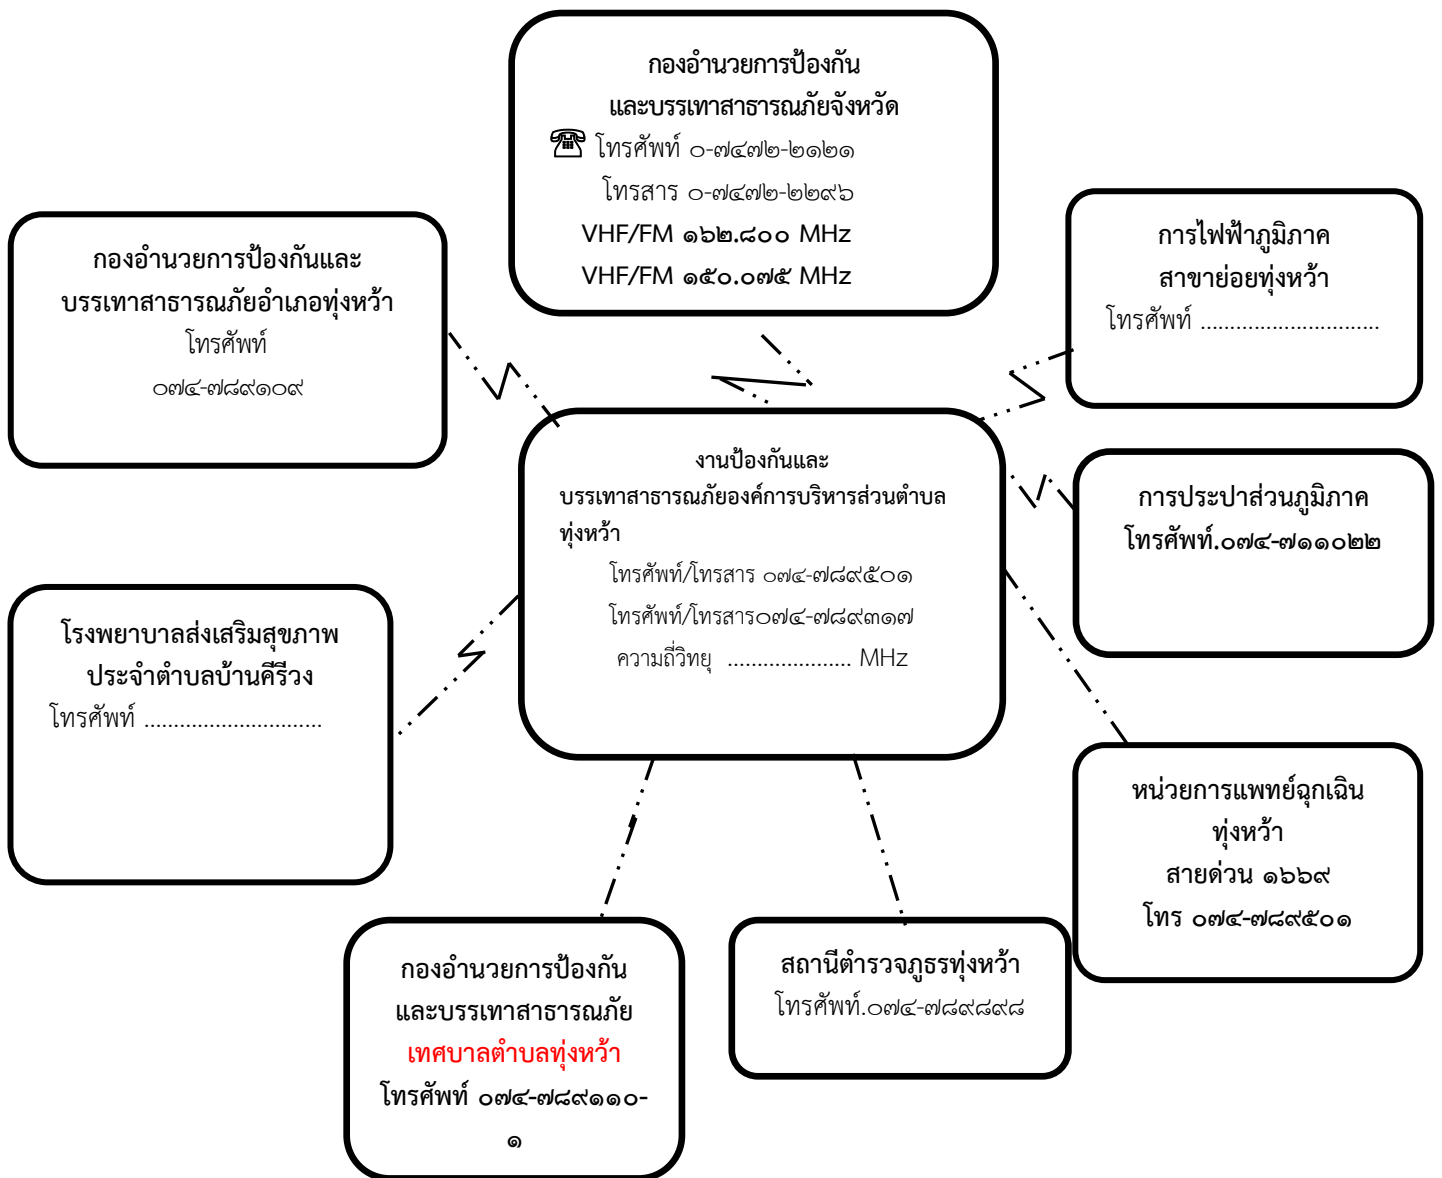 กองอำนวยการป้องกัน
และบรรเทาสาธารณภัยจังหวัด
โทรศัพท์ ๐-๗๔๗๒-๒๑๒๑
โทรสาร ๐-๗๔๗๒-๒๒๙๖
VHF/FM ๑๖๒.๘๐๐ MHz
VHF/FM ๑๕๐.๐๗๕ MHz
กองอำนวยการป้องกันและ
บรรเทาสาธารณภัยอำเภอทุ่งหว้า
โทรศัพท์
๐๗๔-๗๘๙๑๐๙
การไฟฟ้าภูมิภาค
สาขาย่อยทุ่งหว้า
โทรศัพท์ ..............................
งานป้องกันและ
บรรเทาสาธารณภัยองค์การบริหารส่วนตำบล
ทุ่งหว้า
โทรศัพท์/โทรสาร ๐๗๔-๗๘๙๕๐๑
โทรศัพท์/โทรสาร๐๗๔-๗๘๙๓๑๗
ความถี่วิทยุ ..................... MHz
การประปาส่วนภูมิภาค
โทรศัพท์.๐๗๔-๗๑๑๐๒๒
โรงพยาบาลส่งเสริมสุขภาพ
ประจำตำบลบ้านคีรีวง
โทรศัพท์ ..............................
หน่วยการแพทย์ฉุกเฉิน
ทุ่งหว้า
สายด่วน ๑๖๖๙
โทร ๐๗๔-๗๘๙๕๐๑
กองอำนวยการป้องกัน
และบรรเทาสาธารณภัย
เทศบาลตำบลทุ่งหว้า
โทรศัพท์ ๐๗๔-๗๘๙๑๑๐-
๑
สถานีตำรวจภูธรทุ่งหว้า
โทรศัพท์.๐๗๔-๗๘๙๘๙๘